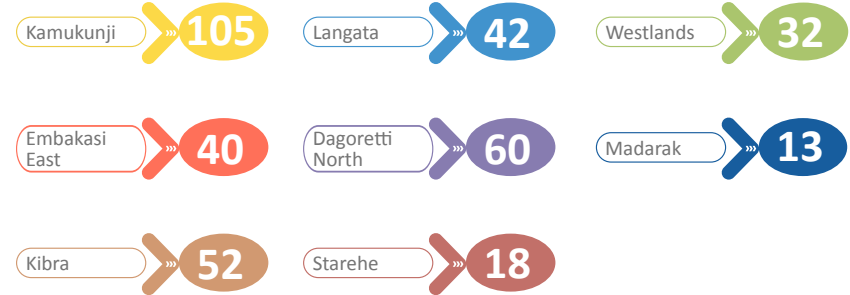 Kamukunji ››› 105
Langata ››› 42
Westlands ››› 32
Embakasi
East ››› 40
Dagoretti
North ››› 60
Madarak ››› 13
Kibra ››› 52
Starehe ››› 18